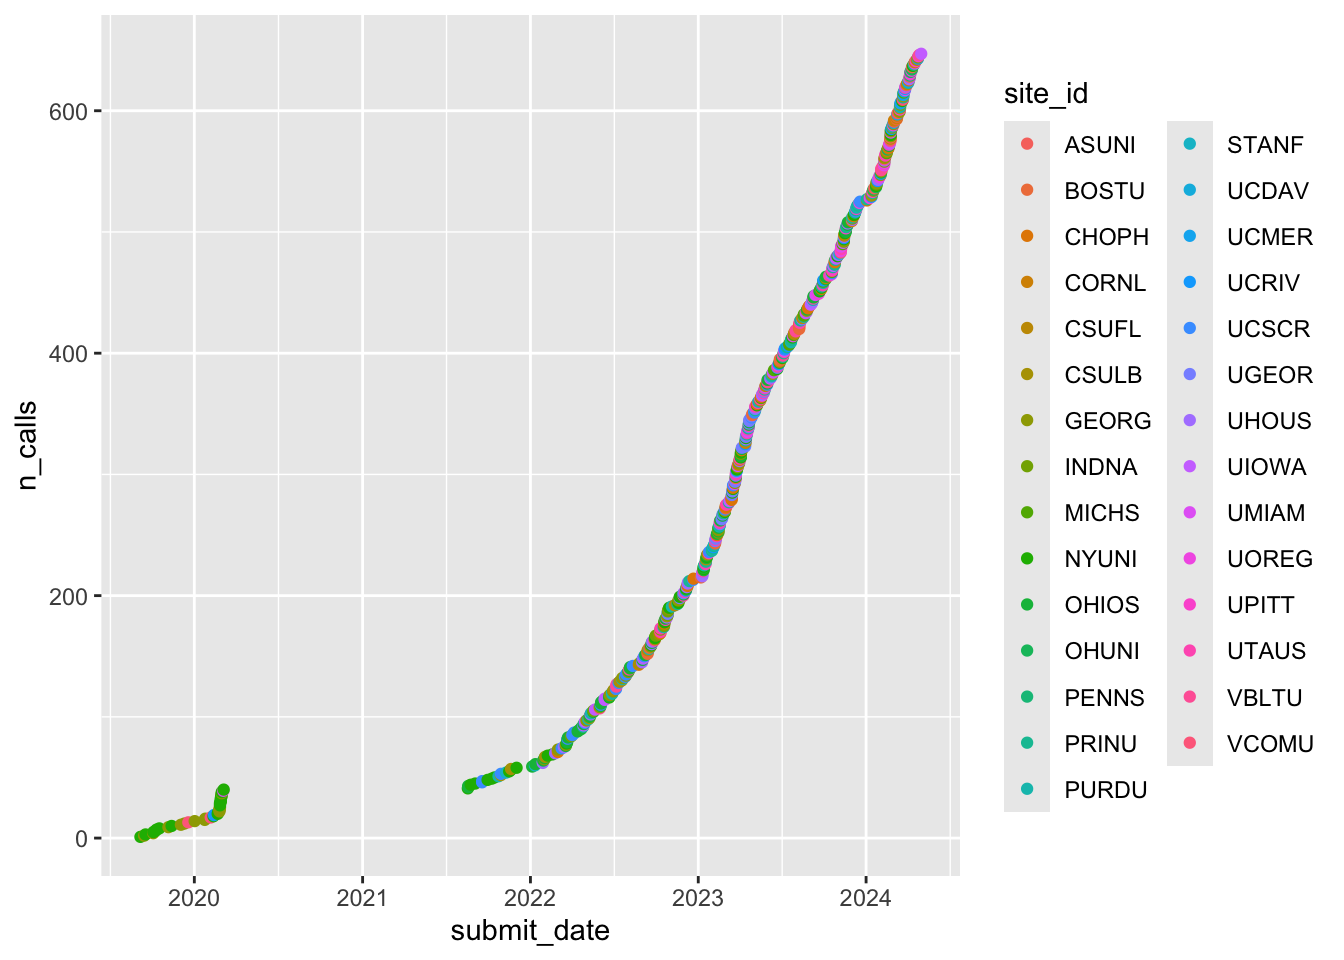 site_id
ASUNI
BOSTU
CHOPH
CORNL
CSUFL
CSULB
GEORG
INDNA
MICHS
NYUNI
OHIOS
OHUNI
PENNS
PRINU
PURDU
STANF
UCDAV
UCMER
UCRIV
UCSCR
UGEOR
UHOUS
UIOWA
UMIAM
UOREG
UPITT
UTAUS
VBLTU
VCOMU
n_calls
600
400
200
0
2020 2021 2022 2023 2024
submit_date